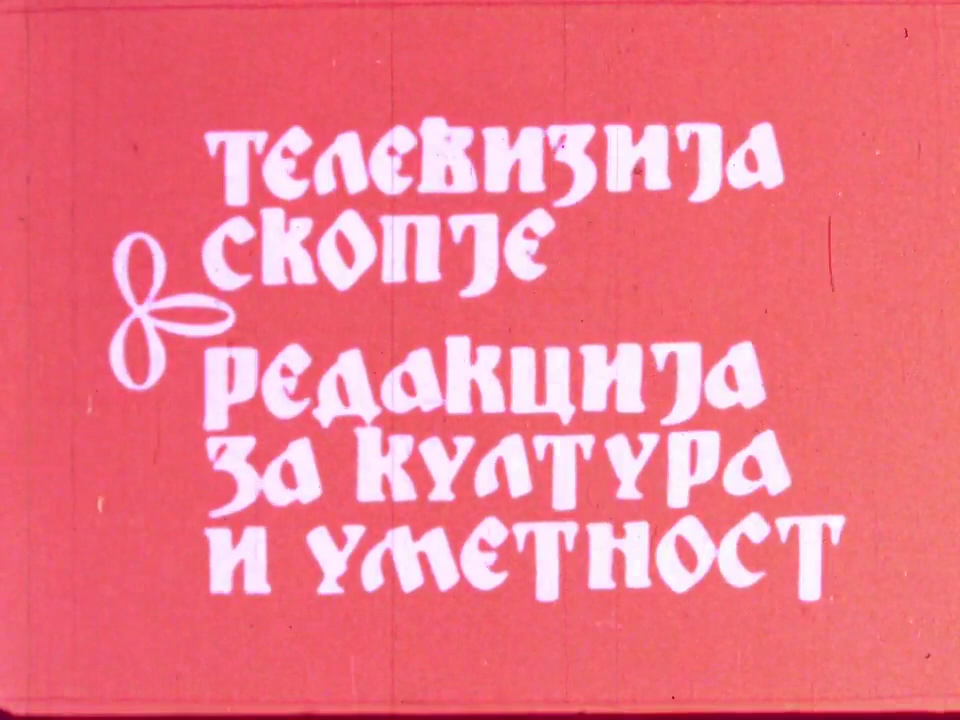 телевизија
скопје
редакција
за култура
и уметност